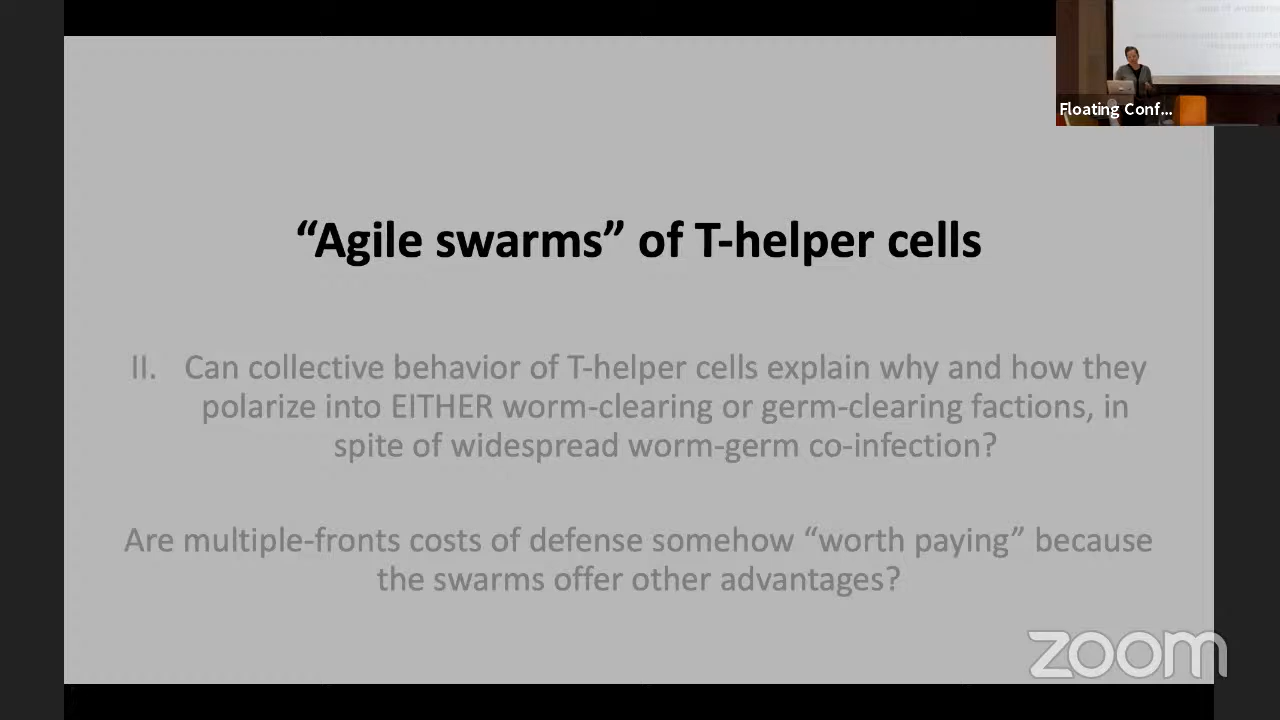 Floating Conf...
“Agile swarms” of T-helper cells
II. Can collective behavior of T-helper cells explain why and how they
polarize into EITHER worm-clearing or germ-clearing factions, in
spite of widespread worm-germ co-infection?
Are multiple-fronts costs of defense somehow “worth paying” because
the swarms offer other advantages?
zoom